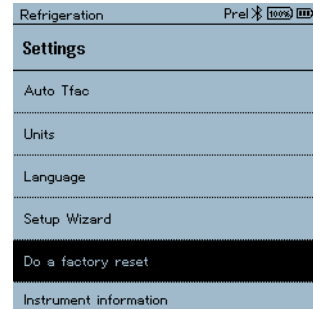 Refrigeration Prel 100%
Settings
Auto Tfac
Units
Language
Setup Wizard
Do a factory reset
Instrument information